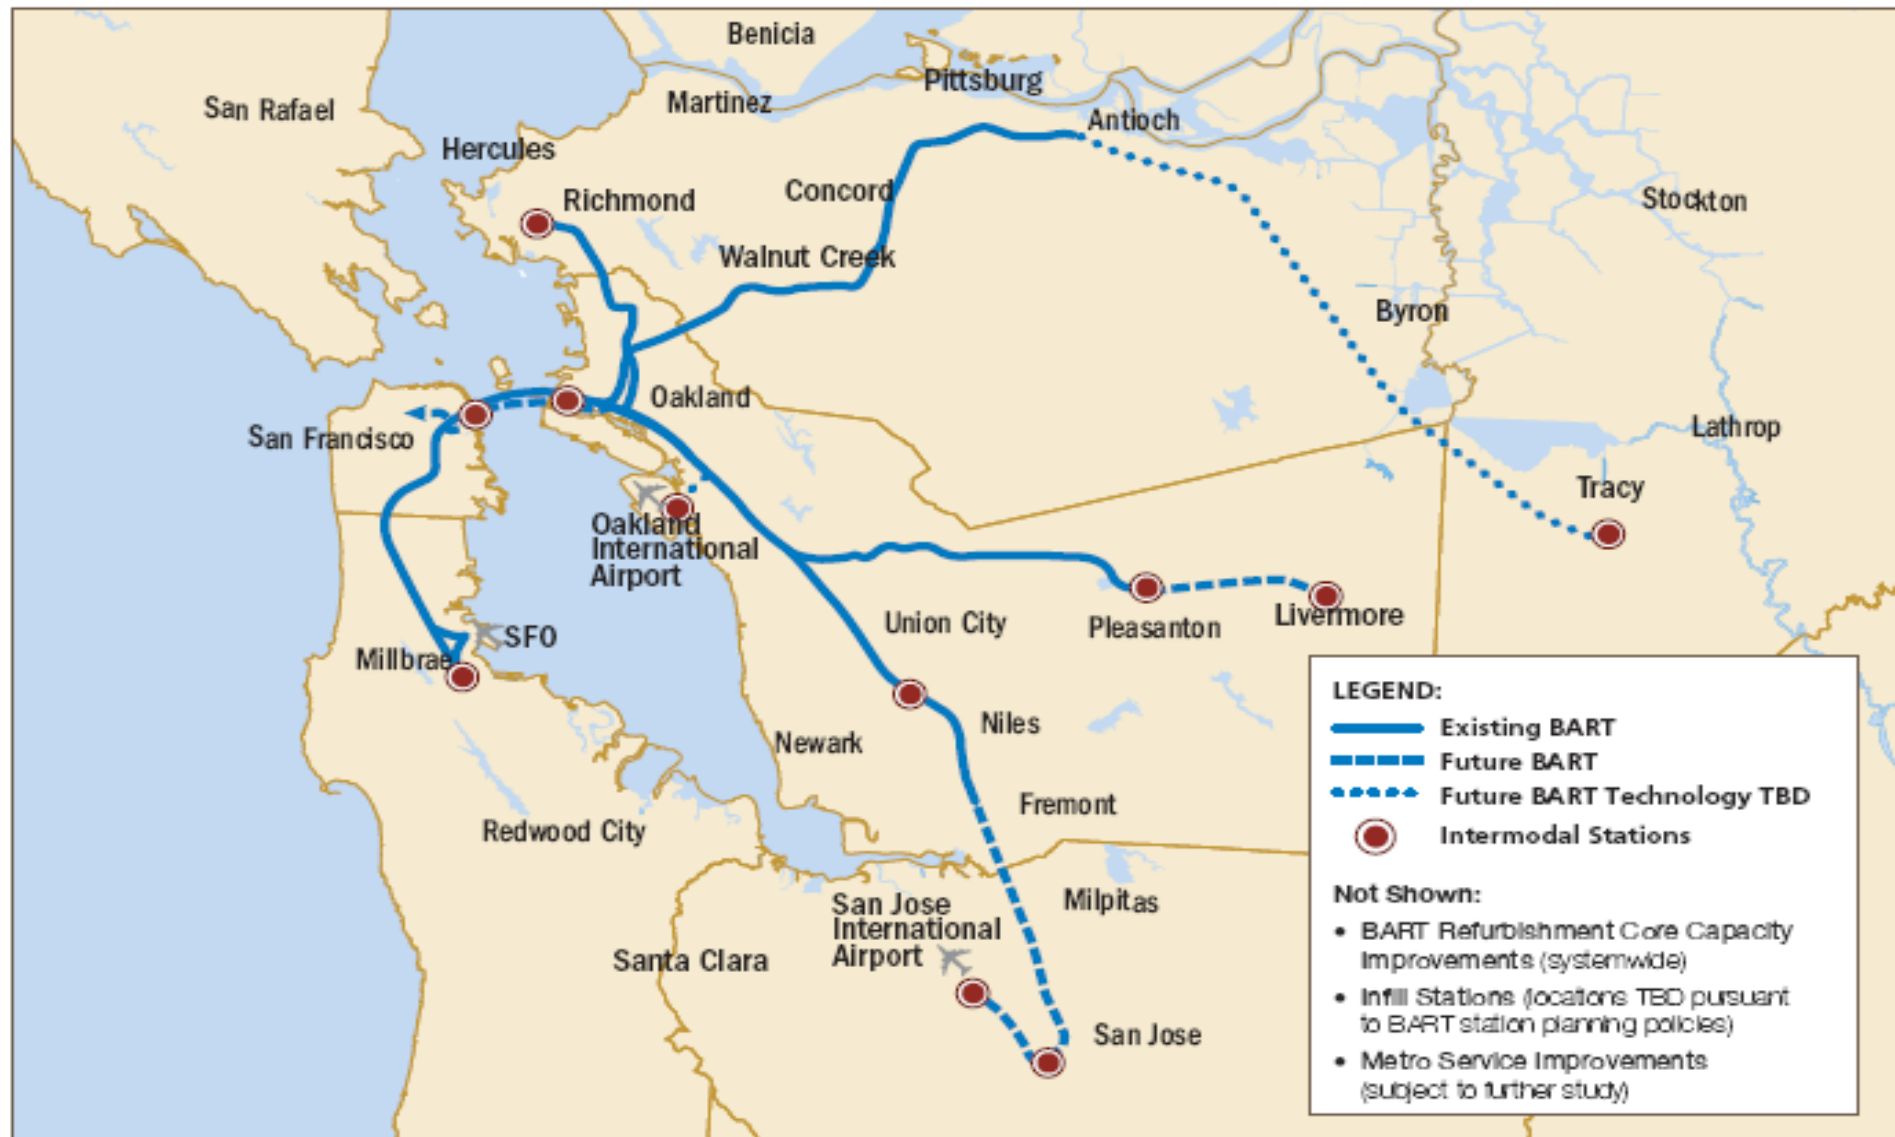 Benicia
Pittsburg
San Rafael
Martinez
Antioch
Hercules
Richmond
Concord
Stockton
Walnut Creek
Byron
Oakland
San Francisco
Lathrop
Tracy
Oakland
International
Airport
Union City
Pleasanton
Livermore
SFO
Millbrae
Niles
Newark
Fremont
Redwood City
Milpitas
San Jose
International
Airport
Santa Clara
San Jose
LEGEND:
Existing BART
Future BART
Future BART Technology TBD
Intermodal Stations
Not Shown:
• BART Refurbishment Core Capacity
Improvements (systemwide)
• Infill Stations (locations TBD pursuant
to BART station planning policies)
• Metro Service Improvements
(subject to further study)